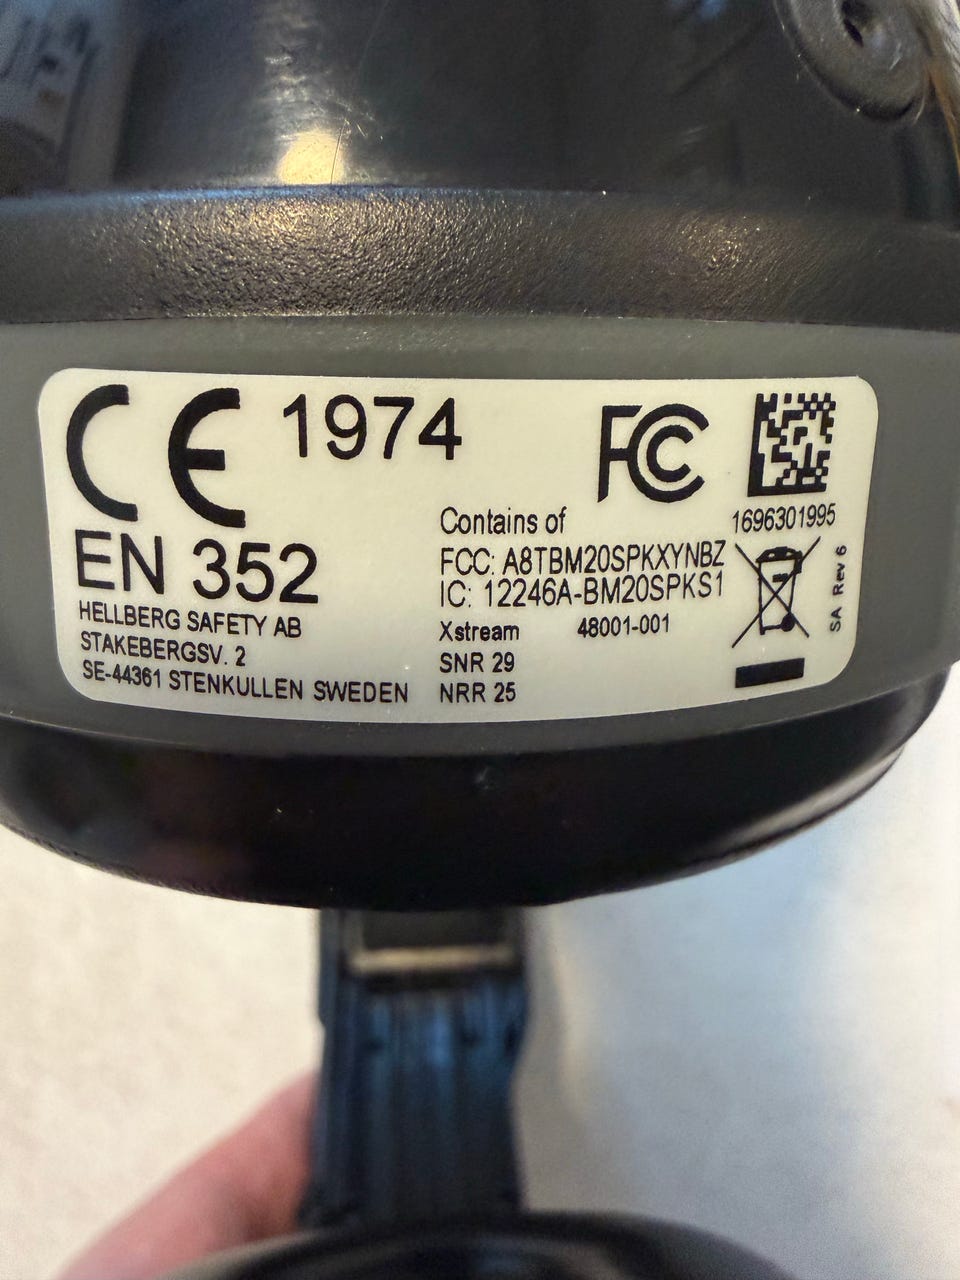 CE 1974
EN 352
HELLBERG SAFETY AB
STAKEBERGSV. 2
SE-44361 STENKULLEN SWEDEN
FC
1696301995
Contains of
FCC: A8TBM20SPKXYNBZ
IC: 12246A-BM20SPKS1
Xstream 48001-001
SNR 29
NRR 25
SA Rev 6